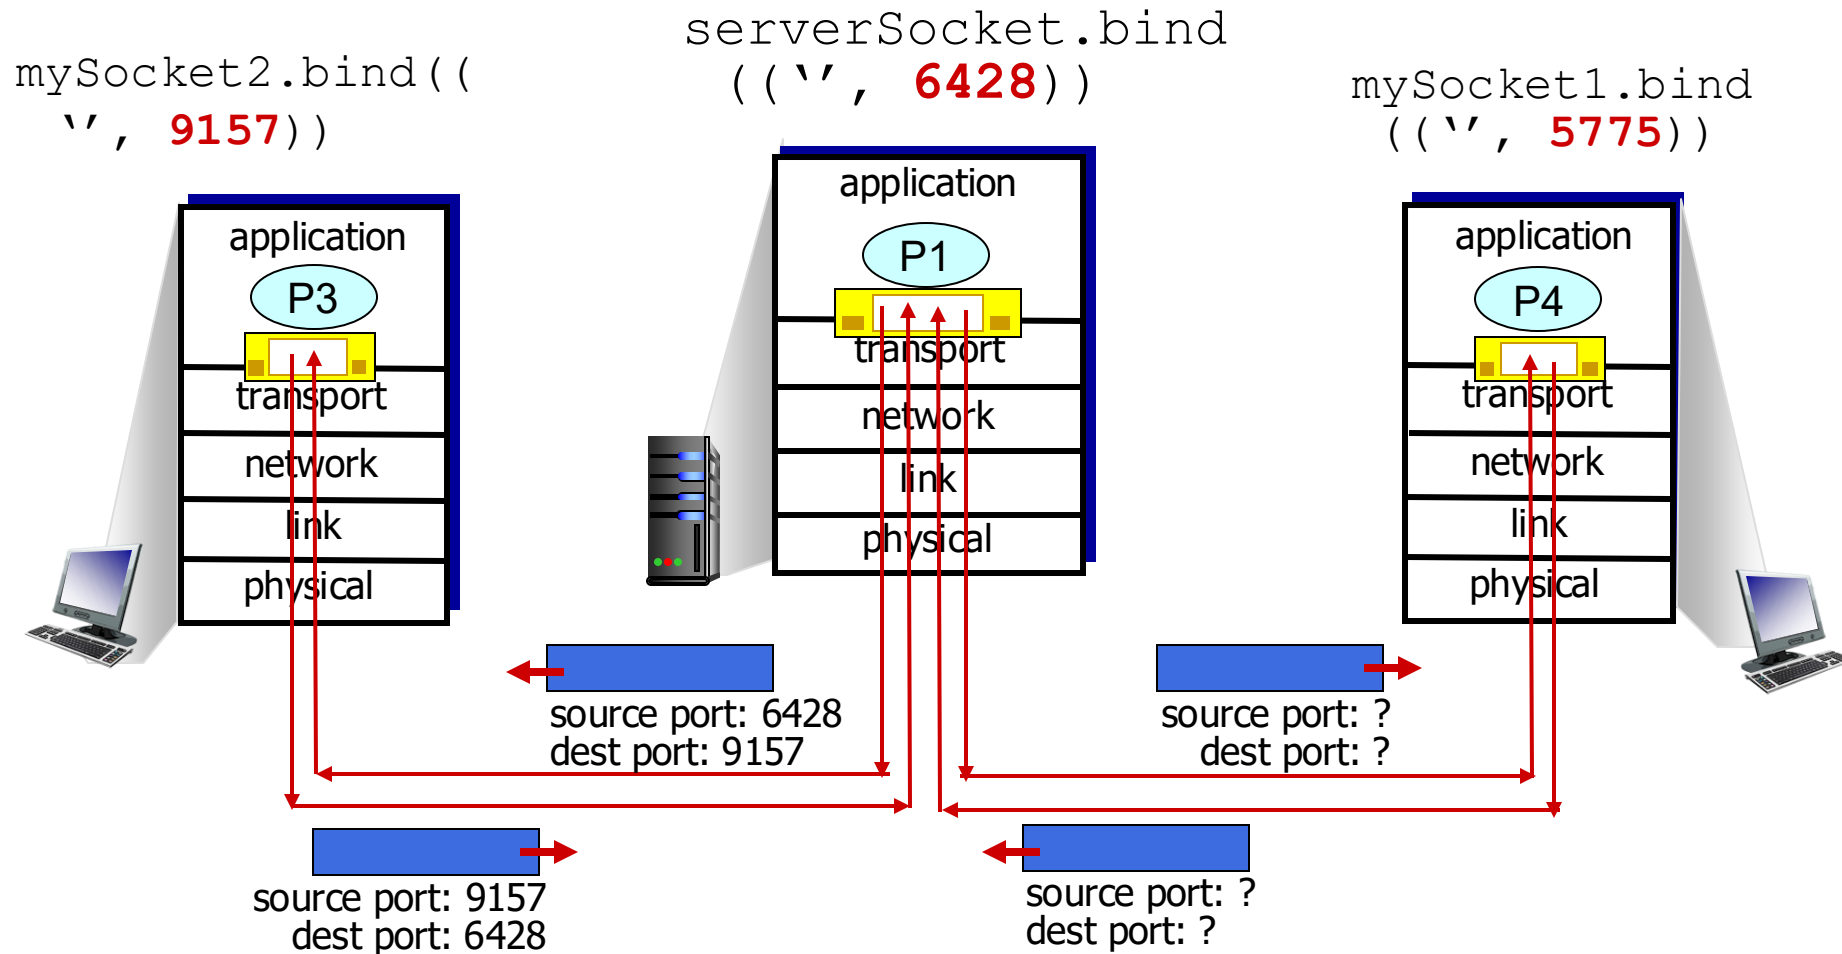 serverSocket.bind
((‘’, 6428))
mySocket2.bind((
‘’, 9157))
mySocket1.bind
((‘’, 5775))
application
P3
transport
network
link
physical
application
P1
transport
network
link
physical
application
P4
transport
network
link
physical
source port: 6428
dest port: 9157
source port: ?
dest port: ?
source port: 9157
dest port: 6428
source port: ?
dest port: ?